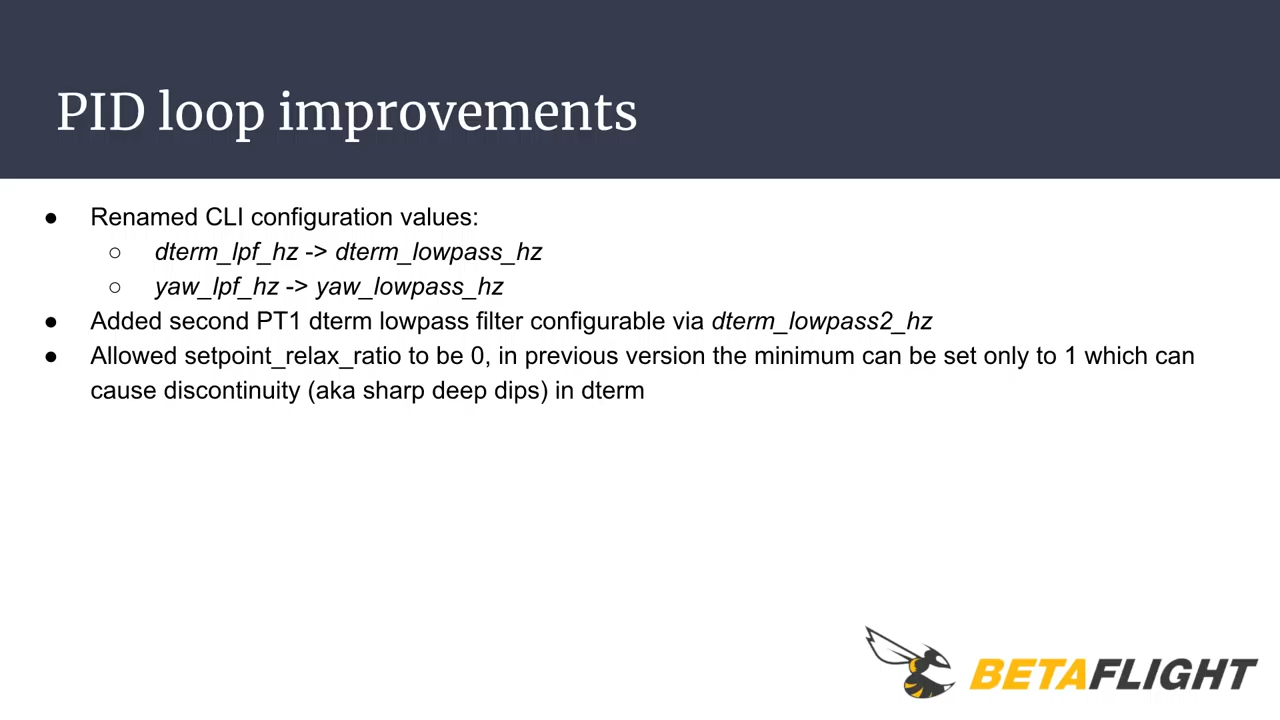 PID loop improvements
● Renamed CLI configuration values:
○ dterm_lpf_hz -> dterm_lowpass_hz
○ yaw_lpf_hz -> yaw_lowpass_hz
● Added second PT1 dterm lowpass filter configurable via dterm_lowpass2_hz
● Allowed setpoint_relax_ratio to be 0, in previous version the minimum can be set only to 1 which can
cause discontinuity (aka sharp deep dips) in dterm
BETAFLIGHT